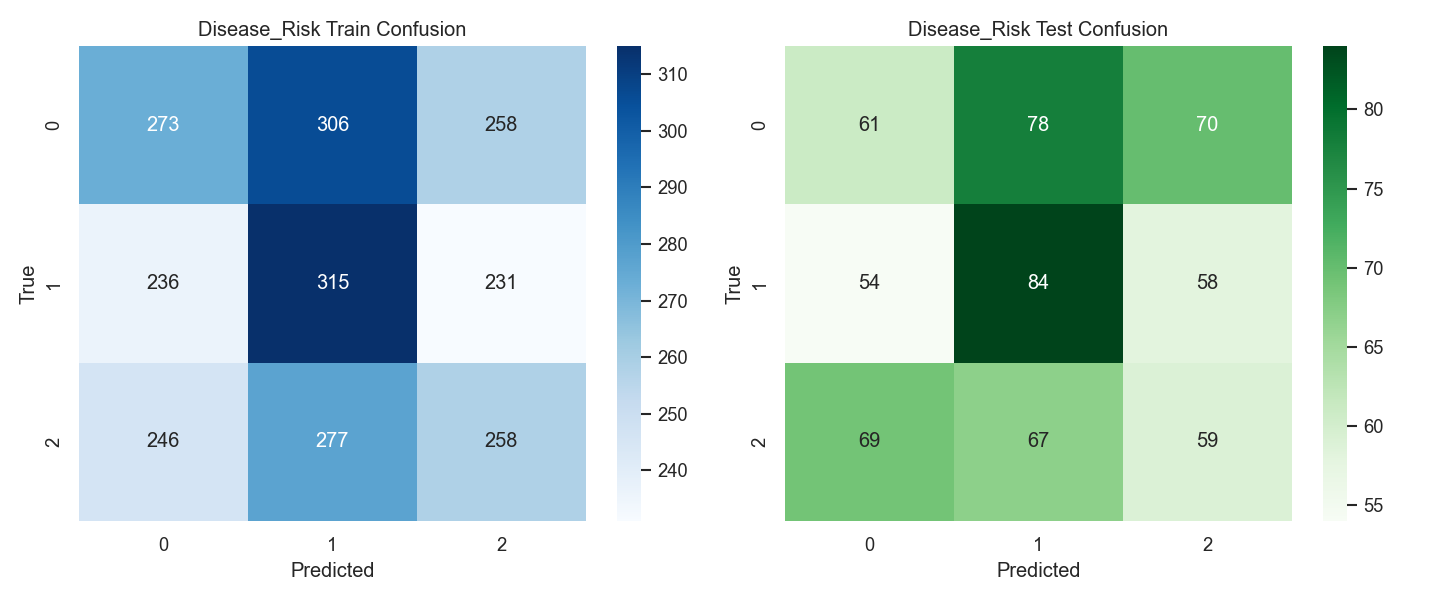 Disease_Risk Train Confusion
273 306 258
236 315 231
246 277 258
0
1
2
True
0 1 2
Predicted
310
300
290
280
270
260
250
240
Disease_Risk Test Confusion
61 78 70
54 84 58
69 67 59
0
1
2
True
0 1 2
Predicted
80
75
70
65
60
55